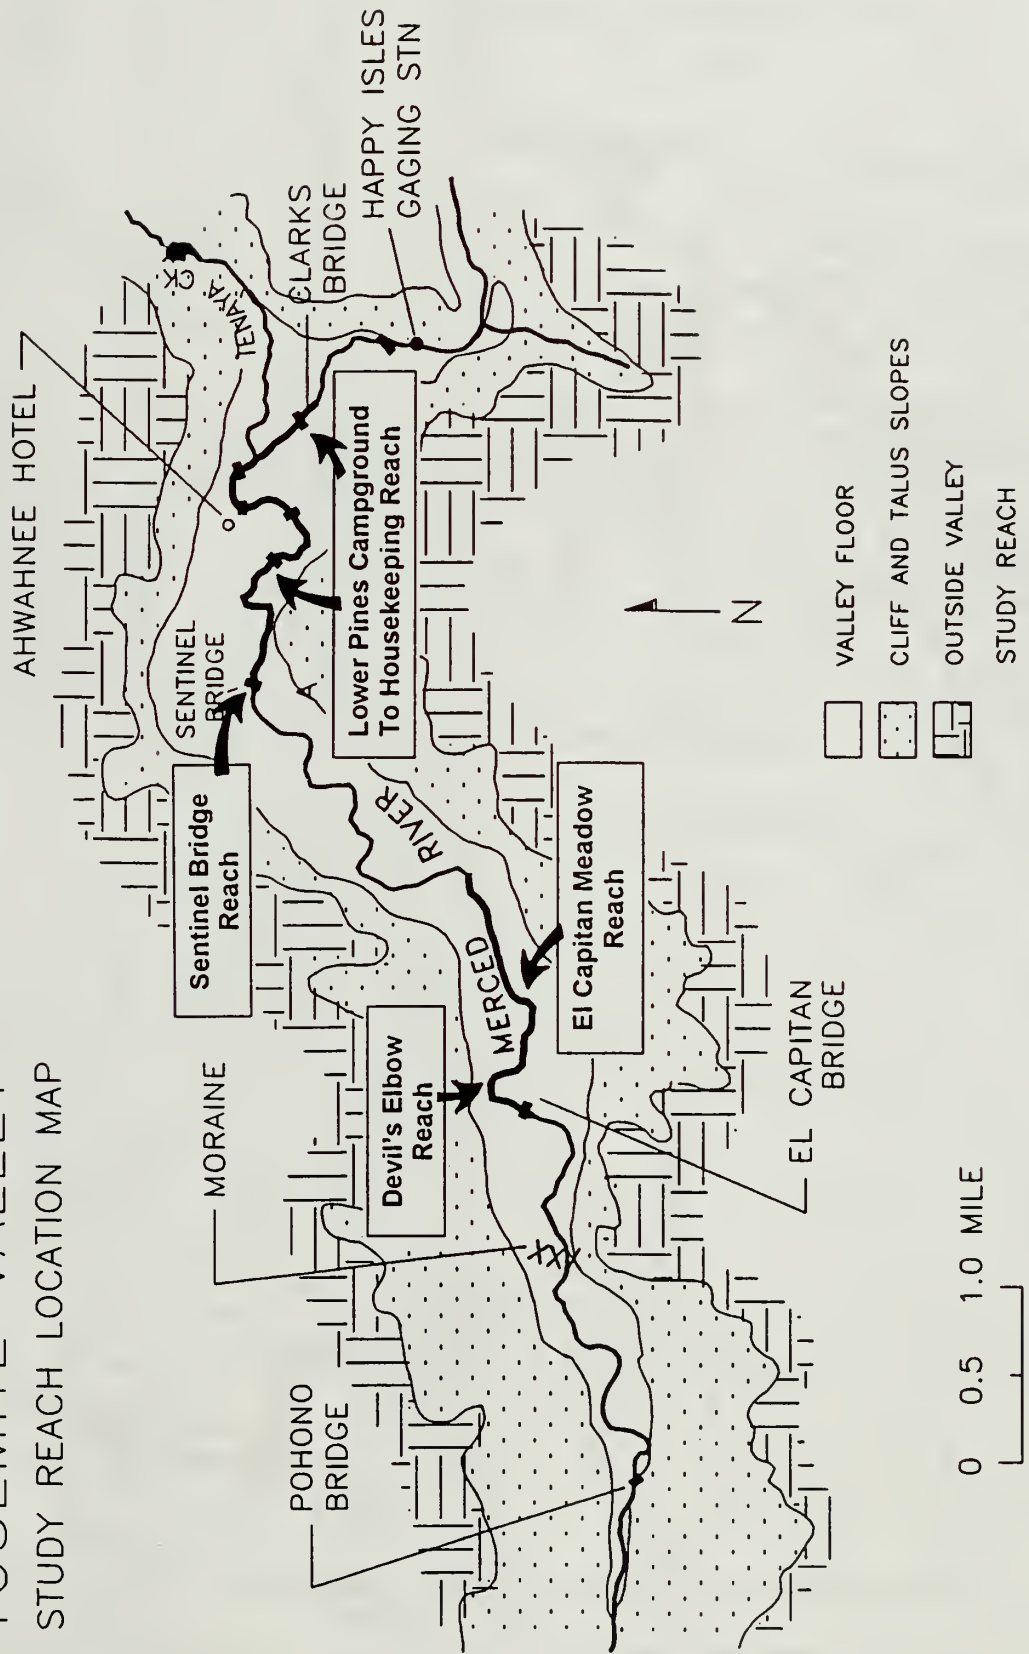 STUDY REACH LOCATION MAP
AHWAHNEE HOTEL
MORAINE
POHONO
BRIDGE
SENTINEL
BRIDGE
Sentinel Bridge
Reach
TENAYA
CK
CLARKS
BRIDGE
HAPPY ISLES
GAGING STN
Devil's Elbow
Reach
Lower Pines Campground
To Housekeeping Reach
MERCED
RIVER
El Capitan Meadow
Reach
EL CAPITAN
BRIDGE
N
VALLEY FLOOR
CLIFF AND TALUS SLOPES
OUTSIDE VALLEY
STUDY REACH
0 0.5 1.0 MILE